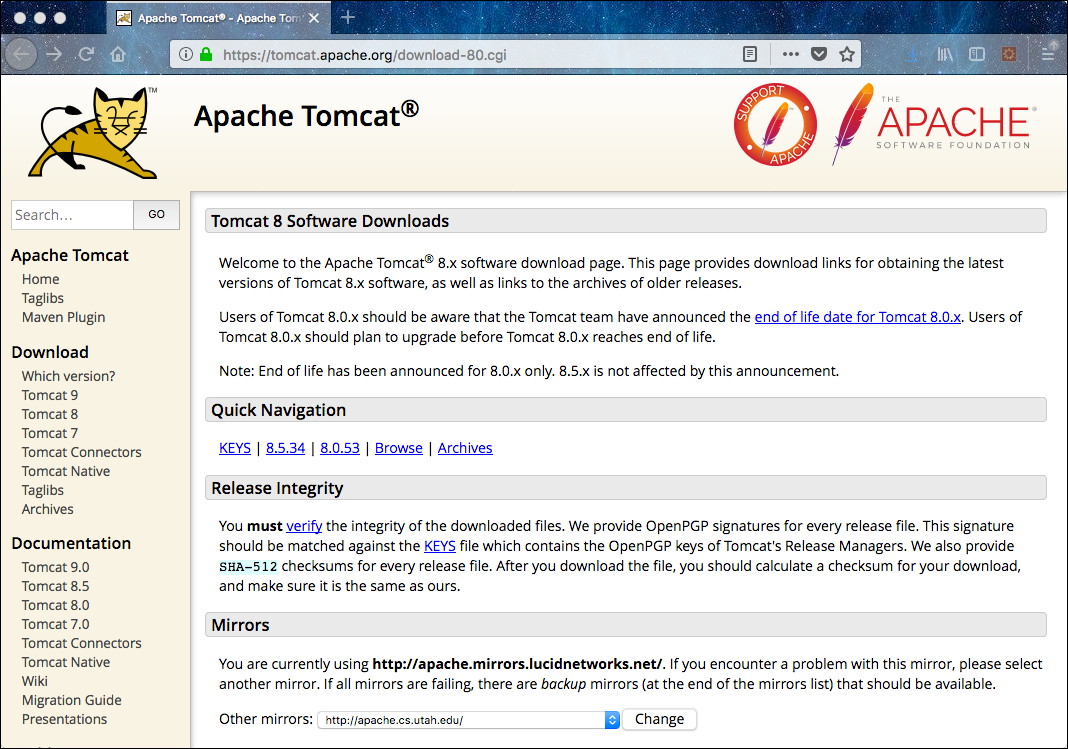 Apache Tomcat® - Apache Tom
https://tomcat.apache.org/download-80.cgi
TM
Apache Tomcat®
SUPPORT APACHE
THE
APACHE®
SOFTWARE FOUNDATION
Search…
GO
Apache Tomcat
Home
Taglibs
Maven Plugin
Download
Which version?
Tomcat 9
Tomcat 8
Tomcat 7
Tomcat Connectors
Tomcat Native
Taglibs
Archives
Documentation
Tomcat 9.0
Tomcat 8.5
Tomcat 8.0
Tomcat 7.0
Tomcat Connectors
Tomcat Native
Wiki
Migration Guide
Presentations
Tomcat 8 Software Downloads
Welcome to the Apache Tomcat® 8.x software download page. This page provides download links for obtaining the latest
versions of Tomcat 8.x software, as well as links to the archives of older releases.
Users of Tomcat 8.0.x should be aware that the Tomcat team have announced the end of life date for Tomcat 8.0.x. Users of
Tomcat 8.0.x should plan to upgrade before Tomcat 8.0.x reaches end of life.
Note: End of life has been announced for 8.0.x only. 8.5.x is not affected by this announcement.
Quick Navigation
KEYS | 8.5.34 | 8.0.53 | Browse | Archives
Release Integrity
You must verify the integrity of the downloaded files. We provide OpenPGP signatures for every release file. This signature
should be matched against the KEYS file which contains the OpenPGP keys of Tomcat's Release Managers. We also provide
SHA-512 checksums for every release file. After you download the file, you should calculate a checksum for your download,
and make sure it is the same as ours.
Mirrors
You are currently using http://apache.mirrors.lucidnetworks.net/. If you encounter a problem with this mirror, please select
another mirror. If all mirrors are failing, there are backup mirrors (at the end of the mirrors list) that should be available.
Other mirrors: http://apache.cs.utah.edu/ Change